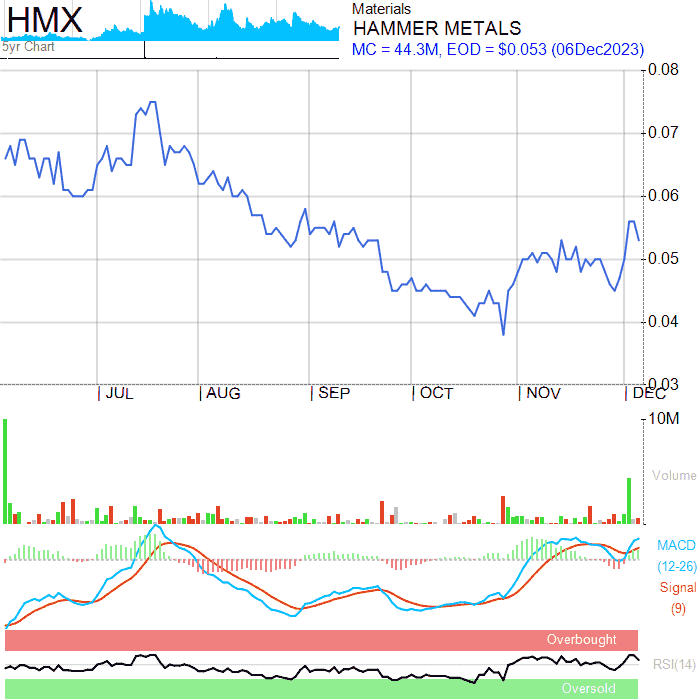 HMX
5yr Chart
Materials
HAMMER METALS
MC = 44.3M, EOD = $0.053 (06Dec2023)
0.08
0.07
0.06
0.05
0.04
0.03
JUL AUG SEP OCT NOV DEC
10M
Volume
MACD
(12-26)
Signal
(9)
Overbought
RSI(14)
Oversold